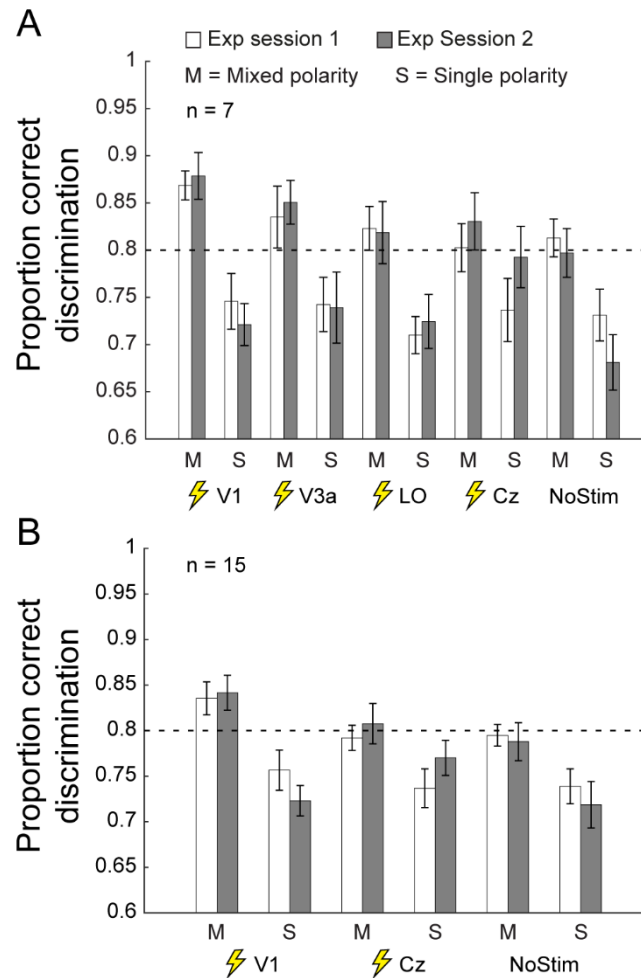 A
Exp session 1 Exp Session 2
M = Mixed polarity S = Single polarity
n = 7
Proportion correct
discrimination
1
0.95
0.9
0.85
0.8
0.75
0.7
0.65
0.6
M S M S M S M S M S
V1 V3a LO Cz NoStim
B
n = 15
Proportion correct
discrimination
1
0.95
0.9
0.85
0.8
0.75
0.7
0.65
0.6
M S M S M S
V1 Cz NoStim